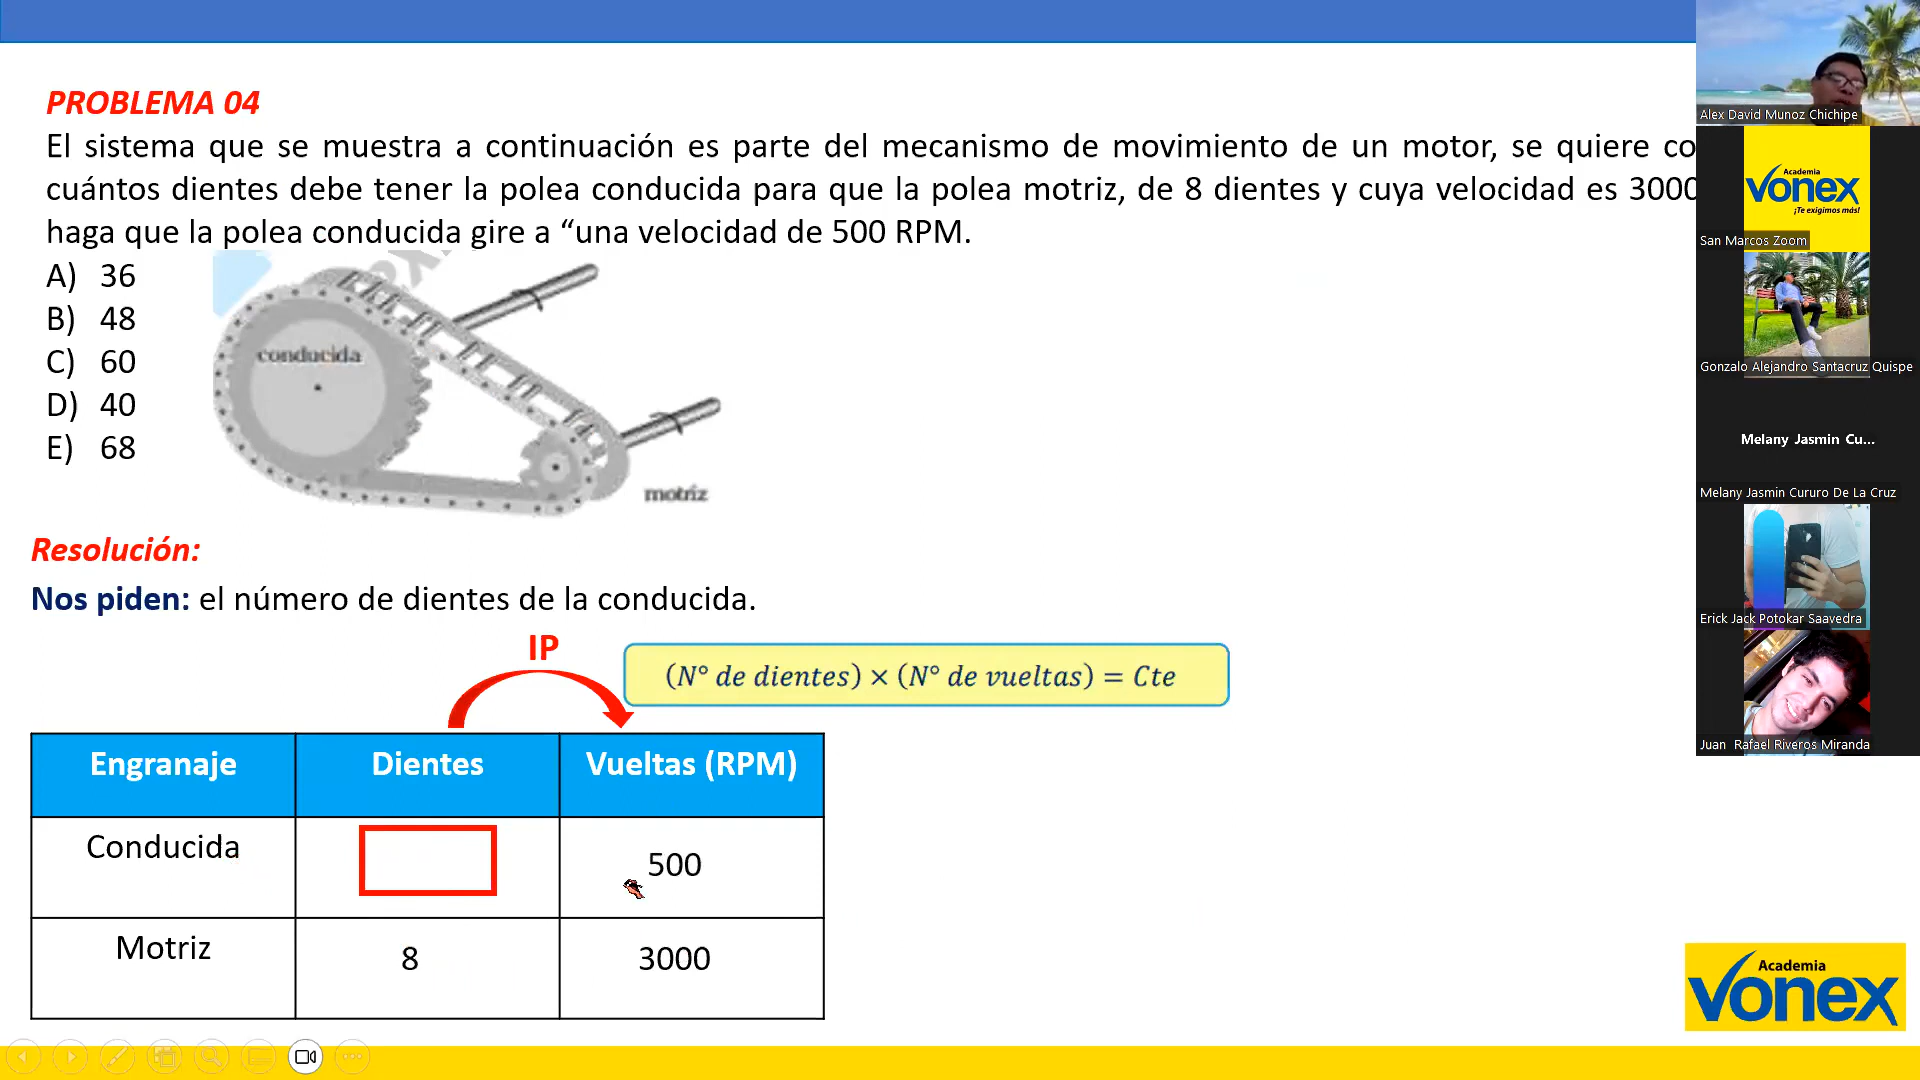 PROBLEMA 04
El sistema que se muestra a continuación es parte del mecanismo de movimiento de un motor, se quiere co
cuántos dientes debe tener la polea conducida para que la polea motriz, de 8 dientes y cuya velocidad es 3000
haga que la polea conducida gire a “una velocidad de 500 RPM.
A) 36
B) 48
C) 60
D) 40
E) 68
conducida
motriz
Resolución:
Nos piden: el número de dientes de la conducida.
IP
(N° de dientes) × (N° de vueltas) = Cte
Engranaje Dientes Vueltas (RPM)
Conducida 500
Motriz 8 3000
Alex David Munoz Chichipe
Academia
Vonex
¡Te exigimos más!
San Marcos Zoom
Gonzalo Alejandro Santacruz Quispe
Melany Jasmin Cu...
Melany Jasmin Cururo De La Cruz
Erick Jack Potokar Saavedra
Juan Rafael Riveros Miranda
Academia
Vonex